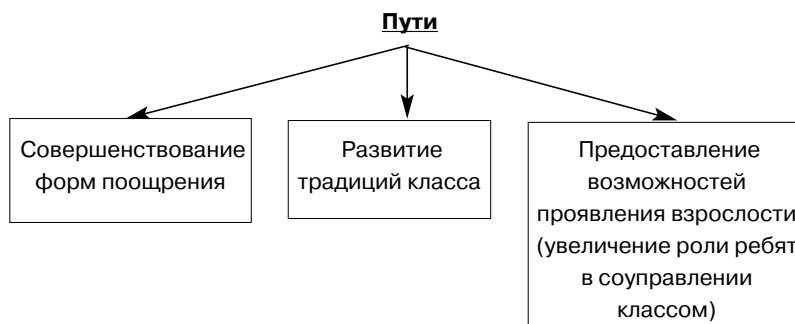 Пути
Совершенствование
форм поощрения
Развитие
традиций класса
Предоставление
возможностей
проявления взрослости
(увеличение роли ребят
в соуправлении
классом)